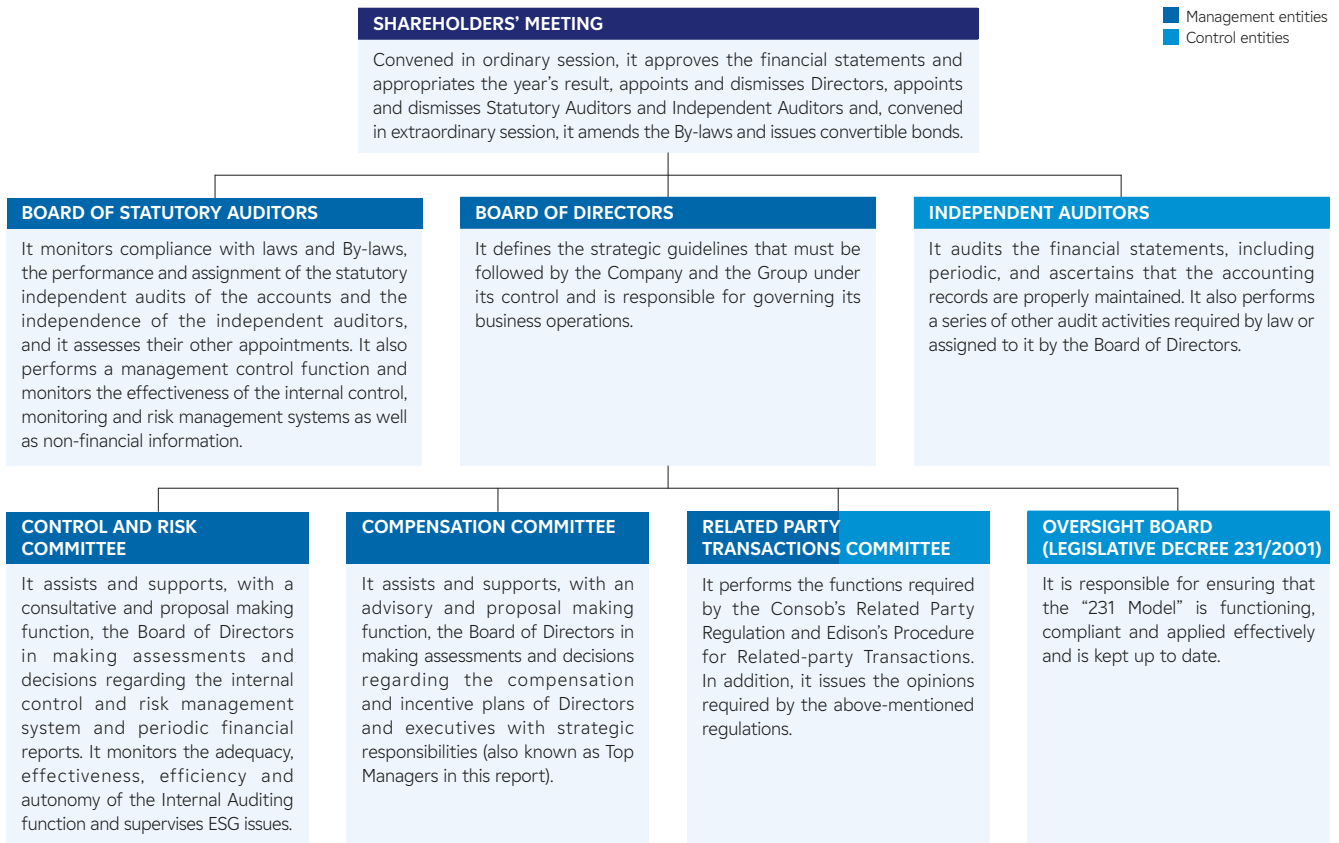 SHAREHOLDERS’ MEETING
Convened in ordinary session, it approves the financial statements and
appropriates the year’s result, appoints and dismisses Directors, appoints
and dismisses Statutory Auditors and Independent Auditors and, convened
in extraordinary session, it amends the By-laws and issues convertible bonds.
Management entities
Control entities
BOARD OF STATUTORY AUDITORS
It monitors compliance with laws and By-laws,
the performance and assignment of the statutory
independent audits of the accounts and the
independence of the independent auditors,
and it assesses their other appointments. It also
performs a management control function and
monitors the effectiveness of the internal control,
monitoring and risk management systems as well
as non-financial information.
BOARD OF DIRECTORS
It defines the strategic guidelines that must be
followed by the Company and the Group under
its control and is responsible for governing its
business operations.
INDEPENDENT AUDITORS
It audits the financial statements, including
periodic, and ascertains that the accounting
records are properly maintained. It also performs
a series of other audit activities required by law or
assigned to it by the Board of Directors.
CONTROL AND RISK
COMMITTEE
It assists and supports, with a
consultative and proposal making
function, the Board of Directors
in making assessments and
decisions regarding the internal
control and risk management
system and periodic financial
reports. It monitors the adequacy,
effectiveness, efficiency and
autonomy of the Internal Auditing
function and supervises ESG issues.
COMPENSATION COMMITTEE
It assists and supports, with an
advisory and proposal making
function, the Board of Directors in
making assessments and decisions
regarding the compensation
and incentive plans of Directors
and executives with strategic
responsibilities (also known as Top
Managers in this report).
RELATED PARTY
TRANSACTIONS COMMITTEE
It performs the functions required
by the Consob’s Related Party
Regulation and Edison’s Procedure
for Related-party Transactions.
In addition, it issues the opinions
required by the above-mentioned
regulations.
OVERSIGHT BOARD
(LEGISLATIVE DECREE 231/2001)
It is responsible for ensuring that
the “231 Model” is functioning,
compliant and applied effectively
and is kept up to date.